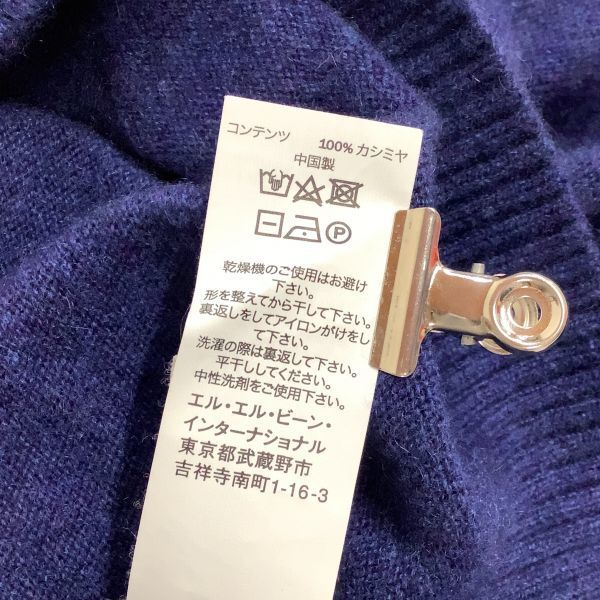 コンテンツ 100% カシミヤ
中国製
P
乾燥機のご使用はお避け
下さい。
形を整えてから干して下さい。
裏返しをしてアイロンがけをし
て下さい。
洗濯の際は裏返して下さい。
平干ししてください。
中性洗剤をご使用下さい。
エル・エル・ビーン・
インターナショナル
東京都武蔵野市
吉祥寺南町1-16-3